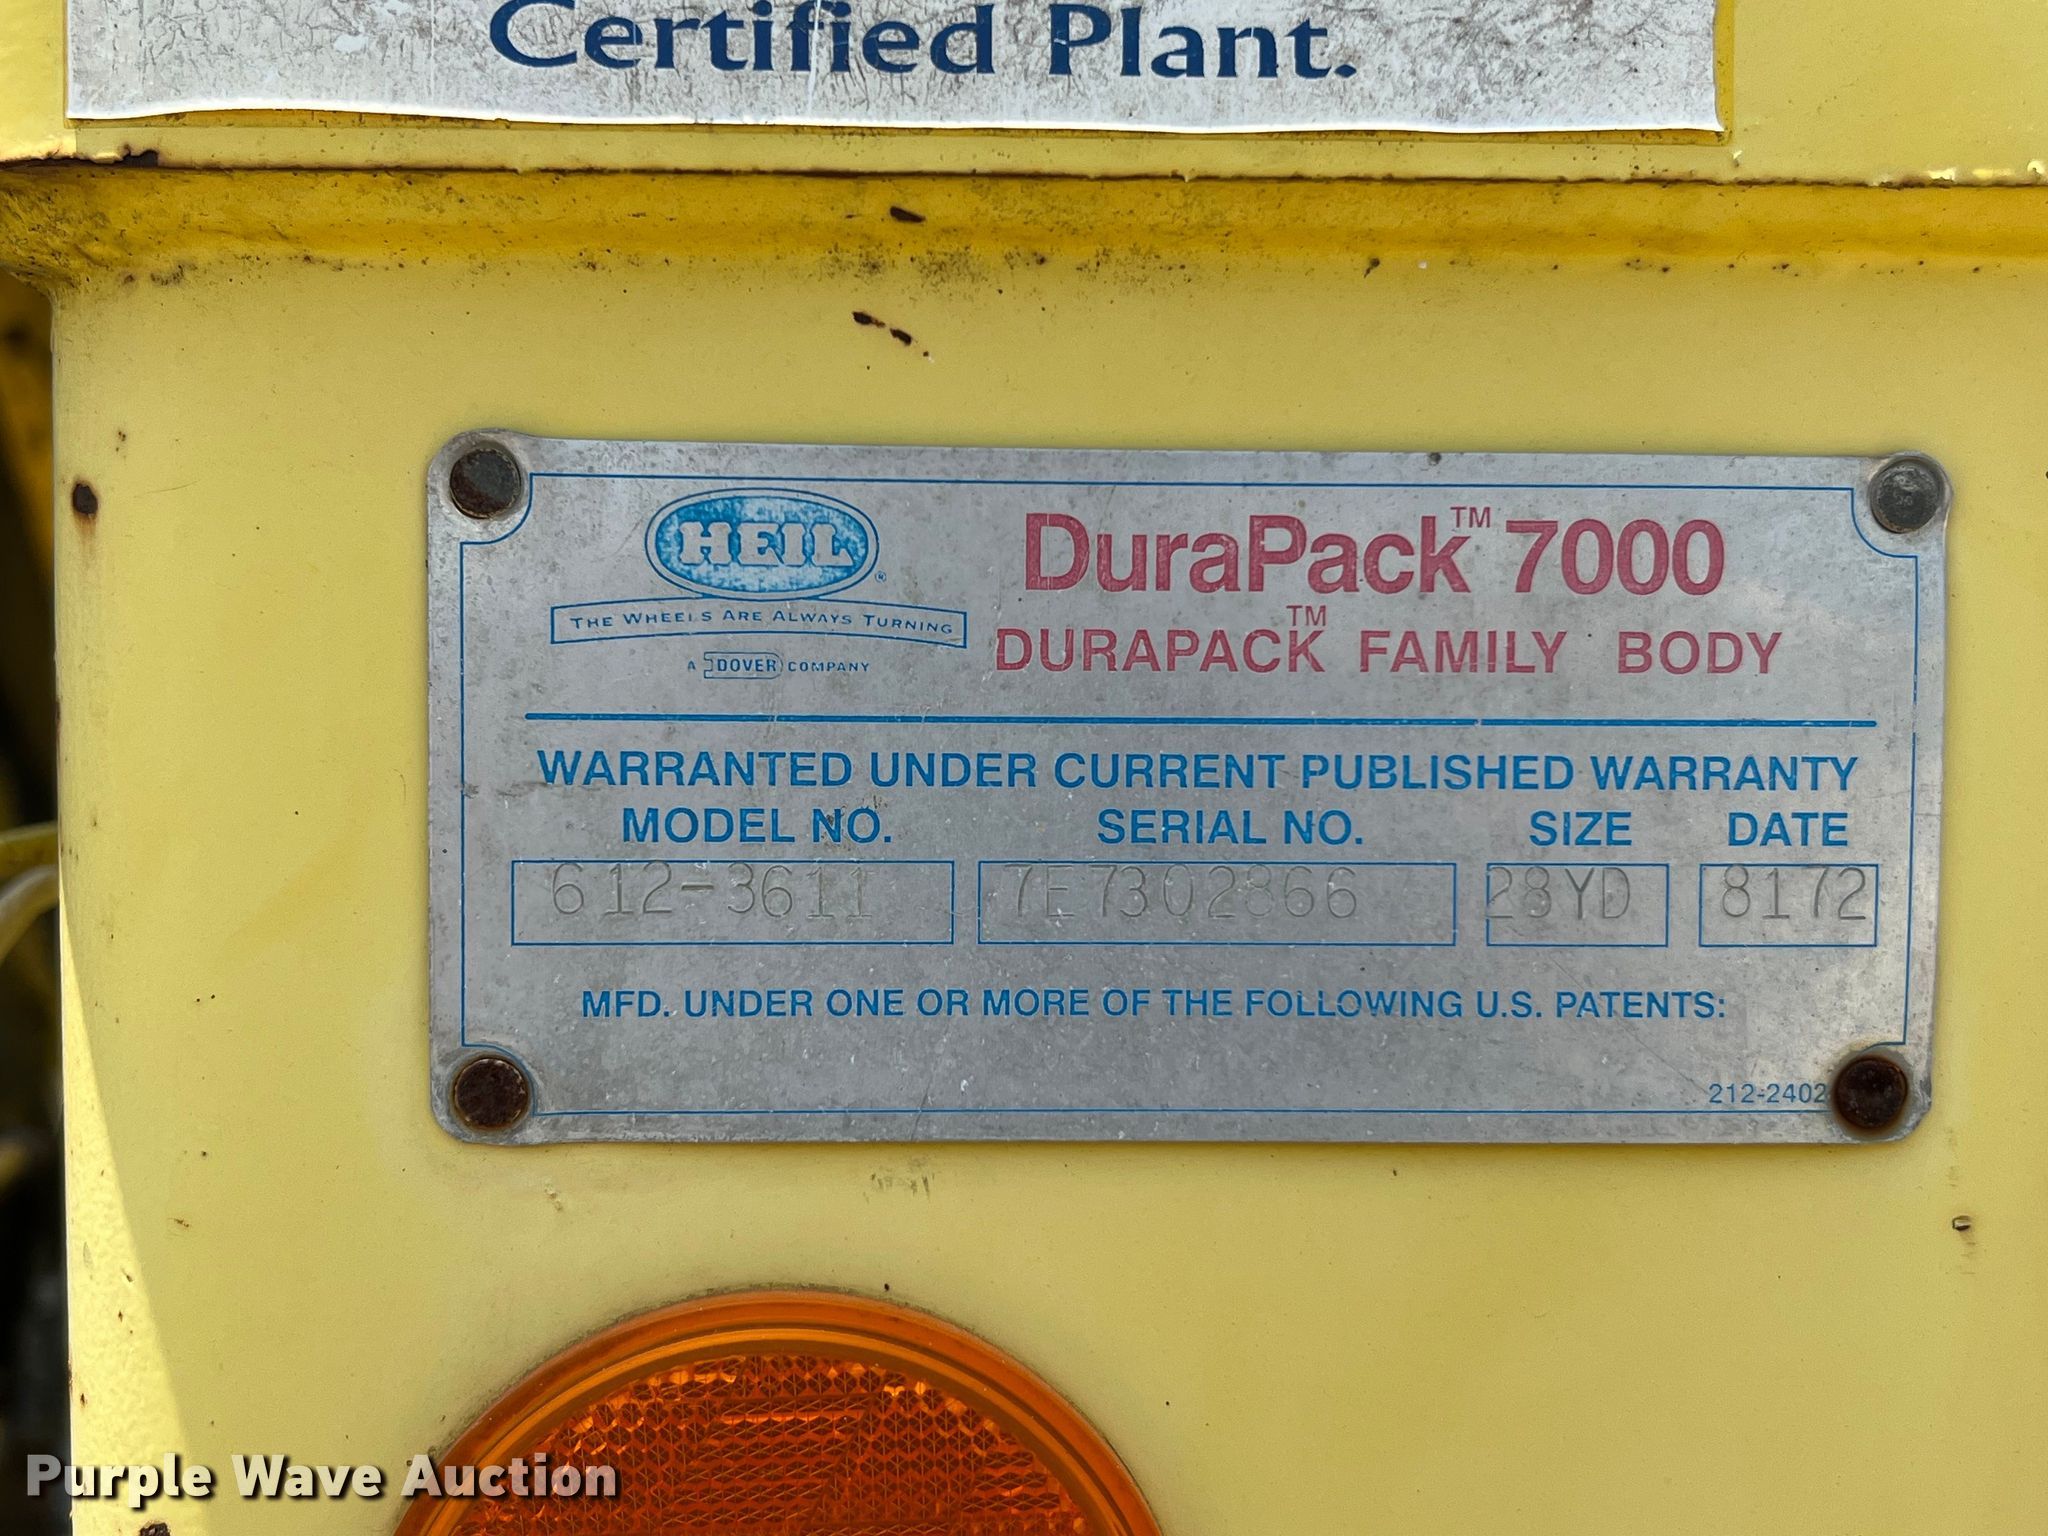 Certified Plant.
HEIL ®
THE WHEELS ARE ALWAYS TURNING
A DOVER COMPANY
DuraPack™ 7000
DURAPACK™ FAMILY BODY
WARRANTED UNDER CURRENT PUBLISHED WARRANTY
MODEL NO. SERIAL NO. SIZE DATE
612-3611 7E7302866 28YD 8172
MFD. UNDER ONE OR MORE OF THE FOLLOWING U.S. PATENTS:
212-2402
Purple Wave Auction